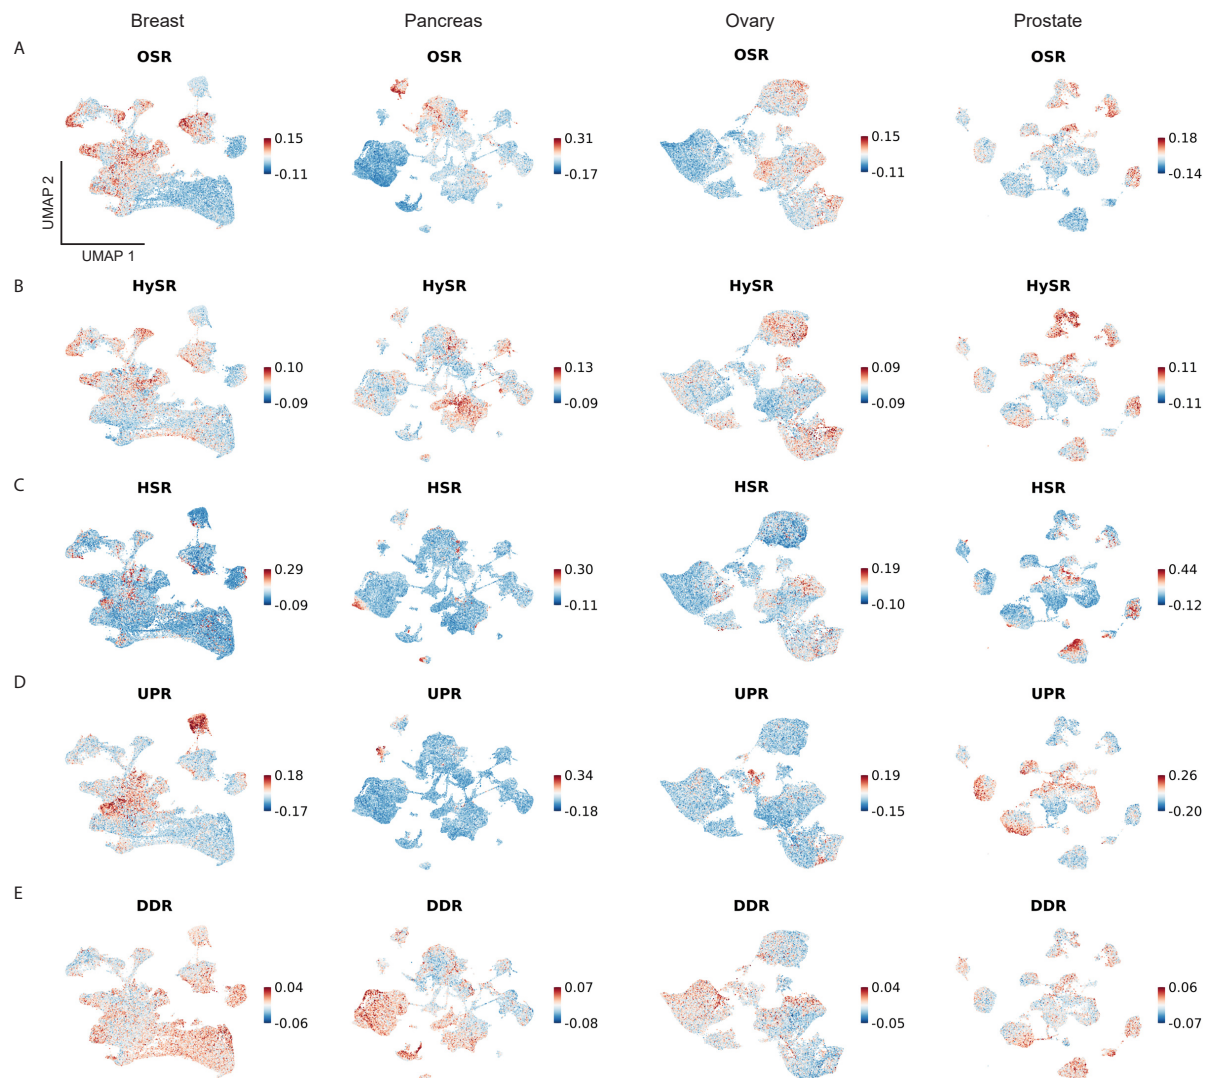 Breast Pancreas Ovary Prostate
A
OSR OSR OSR OSR
0.15 0.31 0.15 0.18
-0.11 -0.17 -0.11 -0.14
UMAP 2
UMAP 1
B
HySR HySR HySR HySR
0.10 0.13 0.09 0.11
-0.09 -0.09 -0.09 -0.11
C
HSR HSR HSR HSR
0.29 0.30 0.19 0.44
-0.09 -0.11 -0.10 -0.12
D
UPR UPR UPR UPR
0.18 0.34 0.19 0.26
-0.17 -0.18 -0.15 -0.20
E
DDR DDR DDR DDR
0.04 0.07 0.04 0.06
-0.06 -0.08 -0.05 -0.07